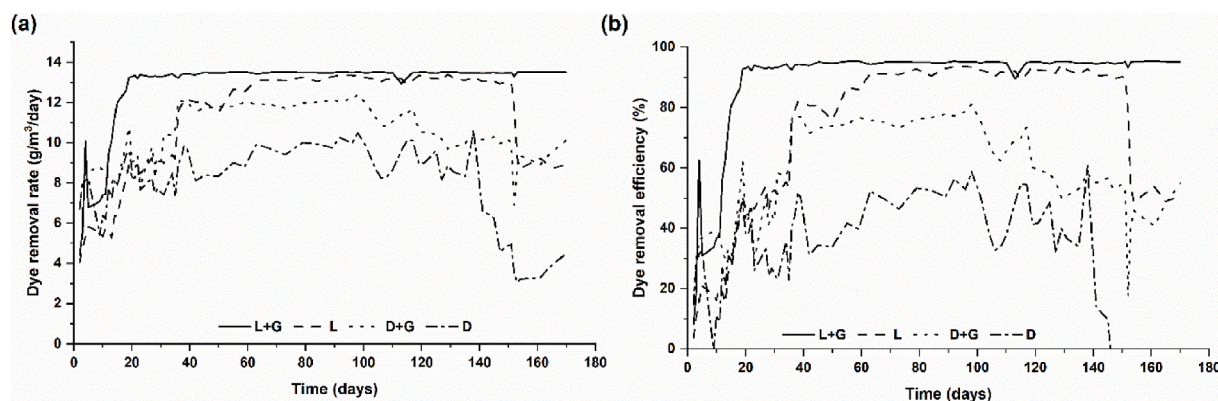 (a)
Dye removal rate (g/m³/day)
14
12
10
8
6
4
2
0
L+G L D+G D
0 20 40 60 80 100 120 140 160 180
Time (days)
(b)
Dye removal efficiency (%)
100
80
60
40
20
0
L+G L D+G D
0 20 40 60 80 100 120 140 160 180
Time (days)